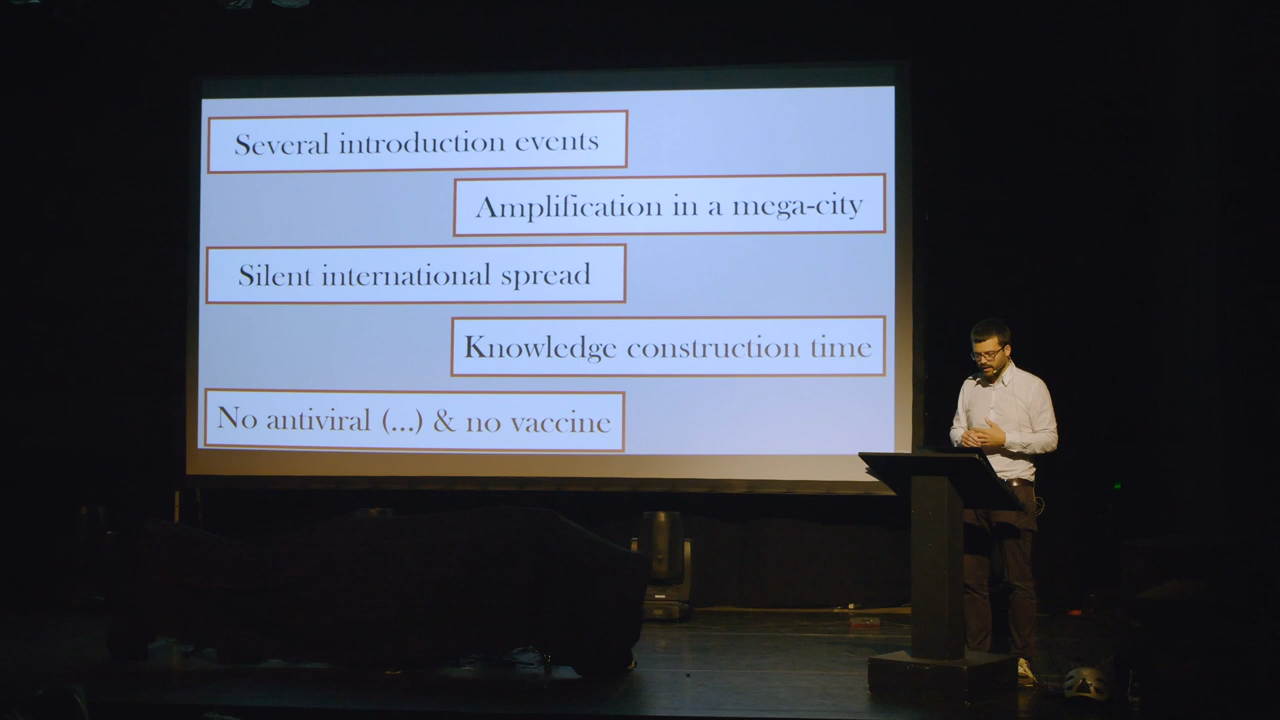 Several introduction events
Amplification in a mega-city
Silent international spread
Knowledge construction time
No antiviral (...) & no vaccine